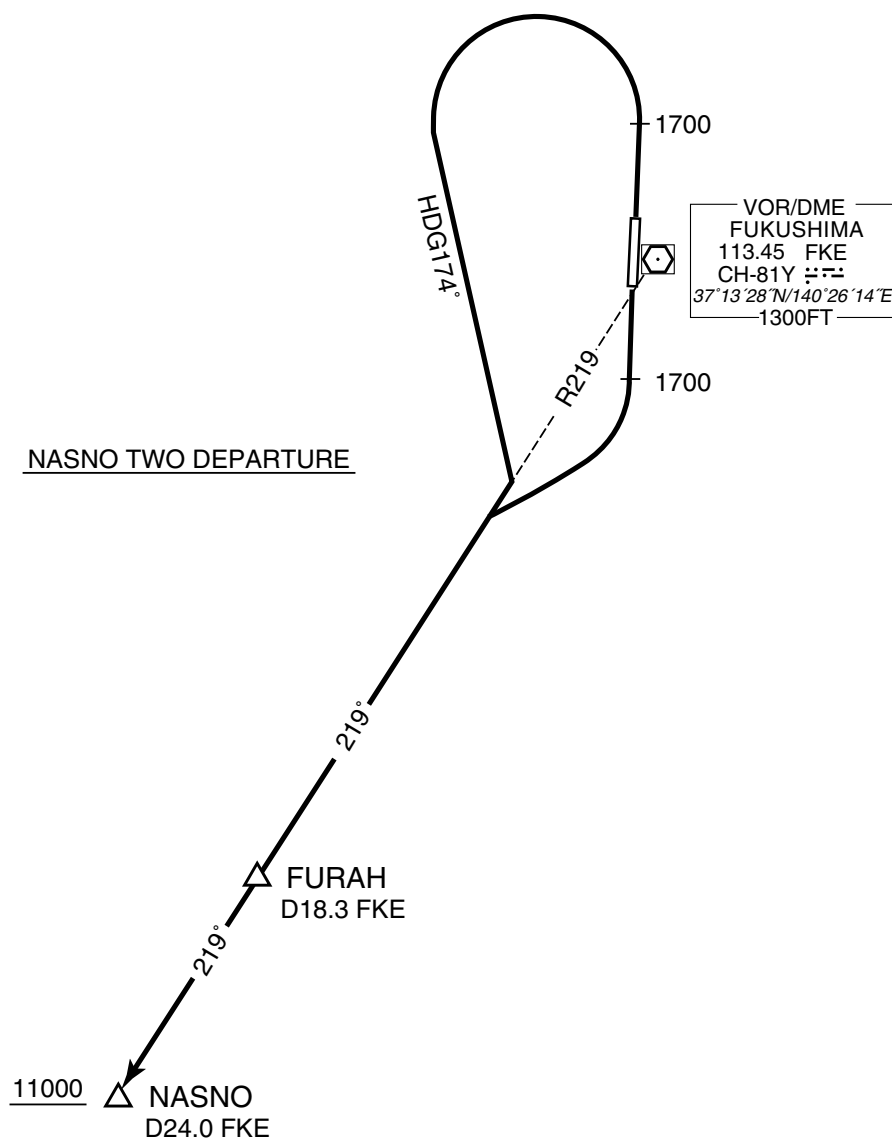 1700
HDG174°
VOR/DME
FUKUSHIMA
113.45 FKE
CH-81Y
37°13´28˝N/140°26´14˝E
1300FT
R219
1700
NASNO TWO DEPARTURE
219°
FURAH
D18.3 FKE
219°
11000
NASNO
D24.0 FKE